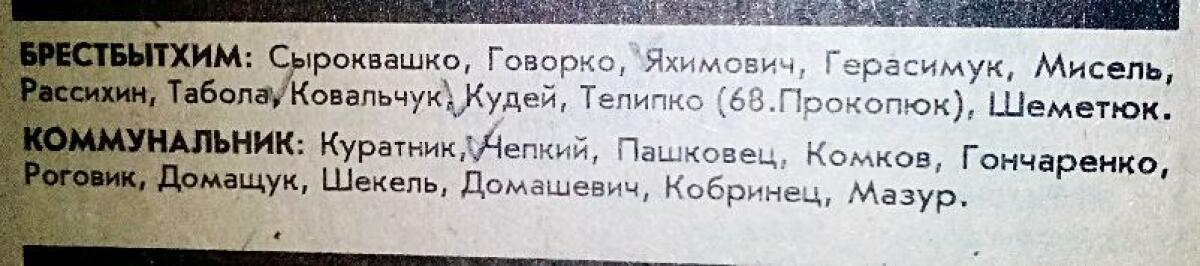 БРЕСТБЫТХИМ: Сыроквашко, Говорко, Яхимович, Герасимук, Мисель,
Рассихин, Табола, Ковальчук, Кудей, Телипко (68.Прокопюк), Шеметюк.
КОММУНАЛЬНИК: Куратник, Чепкий, Пашковец, Комков, Гончаренко,
Роговик, Домащук, Шекель, Домашевич, Кобринец, Мазур.